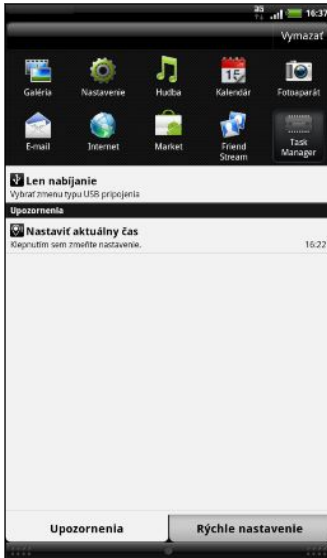 16:37
Vymazať
Galéria Nastavenie Hudba Kalendár Fotoaparát
15
E-mail Internet Market Friend Stream Task Manager
Len nabíjanie
Vybrať zmenu typu USB pripojenia
Upozornenia
Nastaviť aktuálny čas
Klepnutím sem zmeňte nastavenie. 16:22
Upozornenia Rýchle nastavenie